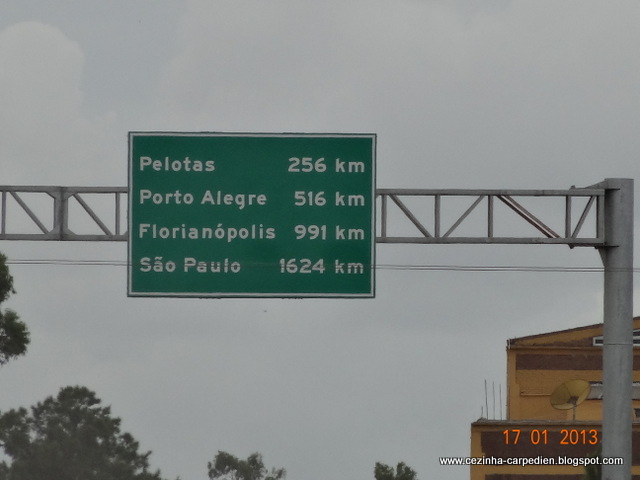 Pelotas 256 km
Porto Alegre 516 km
Florianópolis 991 km
São Paulo 1624 km
17 01 2013
www.cezinha-carpedien.blogspot.com